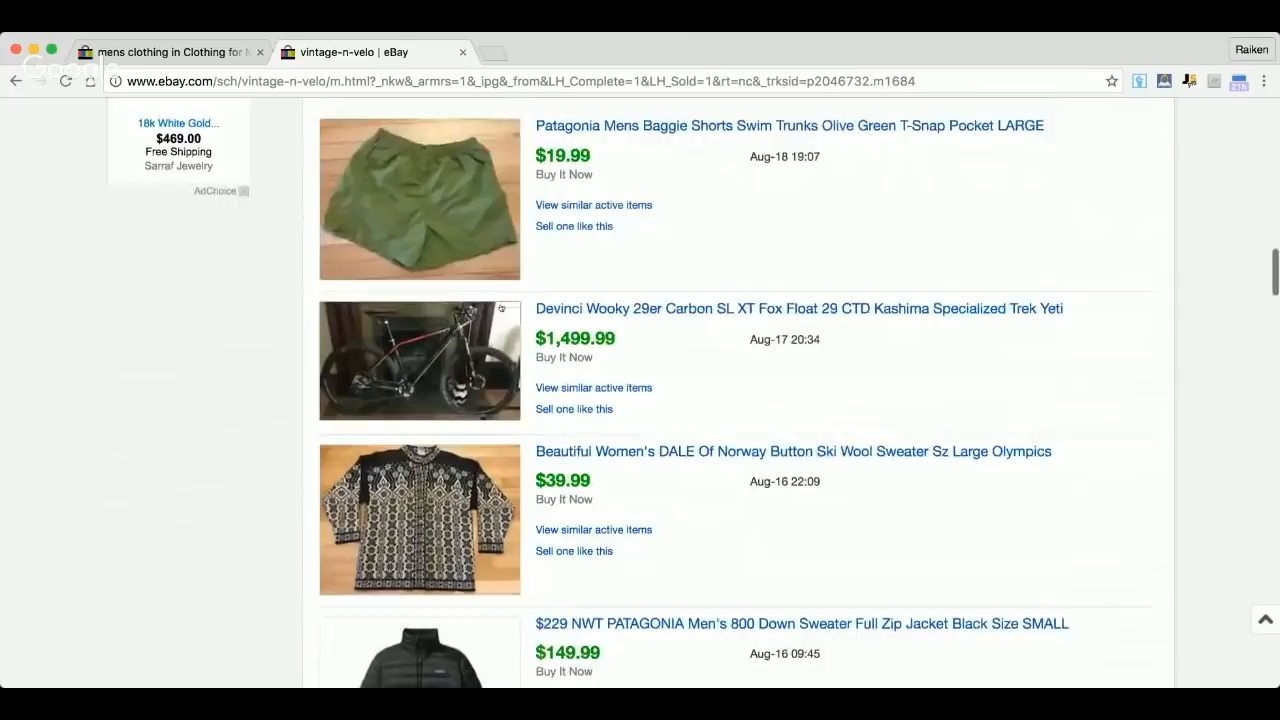 mens clothing in Clothing for M
vintage-n-velo | eBay
Raiken
Google
www.ebay.com/sch/vintage-n-velo/m.html?_nkw&_armrs=1&_ipg&_from&LH_Complete=1&LH_Sold=1&rt=nc&_trksid=p2046732.m1684
21h
18k White Gold...
$469.00
Free Shipping
Sarraf Jewelry
AdChoice
Patagonia Mens Baggie Shorts Swim Trunks Olive Green T-Snap Pocket LARGE
$19.99
Aug-18 19:07
Buy It Now
View similar active items
Sell one like this
Devinci Wooky 29er Carbon SL XT Fox Float 29 CTD Kashima Specialized Trek Yeti
$1,499.99
Aug-17 20:34
Buy It Now
View similar active items
Sell one like this
Beautiful Women's DALE Of Norway Button Ski Wool Sweater Sz Large Olympics
$39.99
Aug-16 22:09
Buy It Now
View similar active items
Sell one like this
$229 NWT PATAGONIA Men's 800 Down Sweater Full Zip Jacket Black Size SMALL
$149.99
Aug-16 09:45
Buy It Now